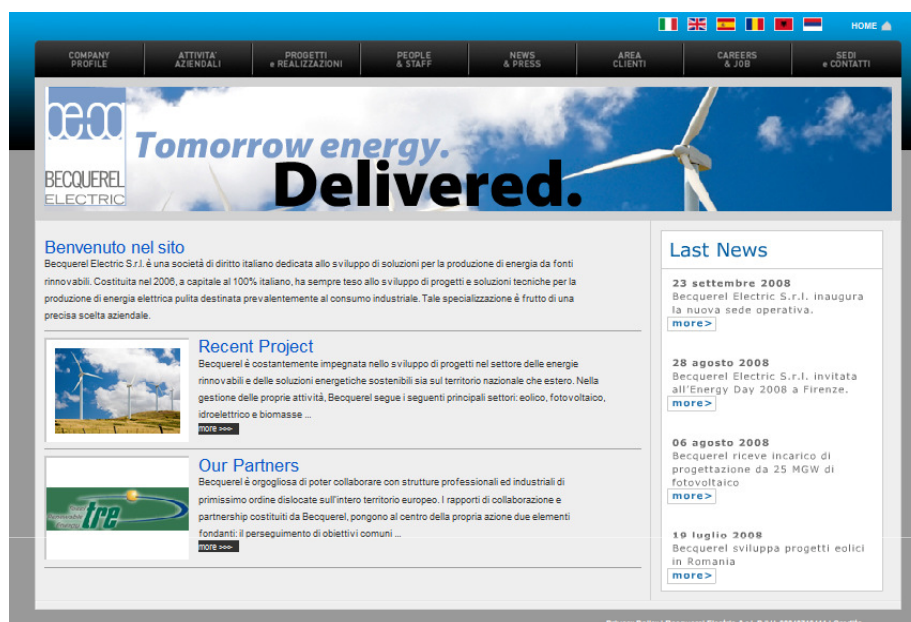 HOME
COMPANY PROFILE
ATTIVITA' AZIENDALI
PROGETTI e REALIZZAZIONI
PEOPLE & STAFF
NEWS & PRESS
AREA CLIENTI
CAREERS & JOB
SEDI e CONTATTI
be.co
BECQUEREL
ELECTRIC
Tomorrow energy.
Delivered.
Benvenuto nel sito
Becquerel Electric S.r.l. è una società di diritto italiano dedicata allo sviluppo di soluzioni per la produzione di energia da fonti
rinnovabili. Costituita nel 2006, a capitale al 100% italiano, ha sempre teso allo sviluppo di progetti e soluzioni tecniche per la
produzione di energia elettrica pulita destinata prevalentemente al consumo industriale. Tale specializzazione è frutto di una
precisa scelta aziendale.
Recent Project
Becquerel è costantemente impegnata nello sviluppo di progetti nel settore delle energie
rinnovabili e delle soluzioni energetiche sostenibili sia sul territorio nazionale che estero. Nella
gestione delle proprie attività, Becquerel segue i seguenti principali settori: eolico, fotovoltaico,
idroelettrico e biomasse ...
more >>>
Our Partners
Becquerel è orgogliosa di poter collaborare con strutture professionali ed industriali di
primissimo ordine dislocate sull'intero territorio europeo. I rapporti di collaborazione e
partnership costituiti da Becquerel, pongono al centro della propria azione due elementi
fondanti: il perseguimento di obiettivi comuni ...
more >>>
tre
Last News
23 settembre 2008
Becquerel Electric S.r.l. inaugura
la nuova sede operativa.
more>
28 agosto 2008
Becquerel Electric S.r.l. invitata
all'Energy Day 2008 a Firenze.
more>
06 agosto 2008
Becquerel riceve incarico di
progettazione da 25 MGW di
fotovoltaico
more>
19 luglio 2008
Becquerel sviluppa progetti eolici
in Romania
more>